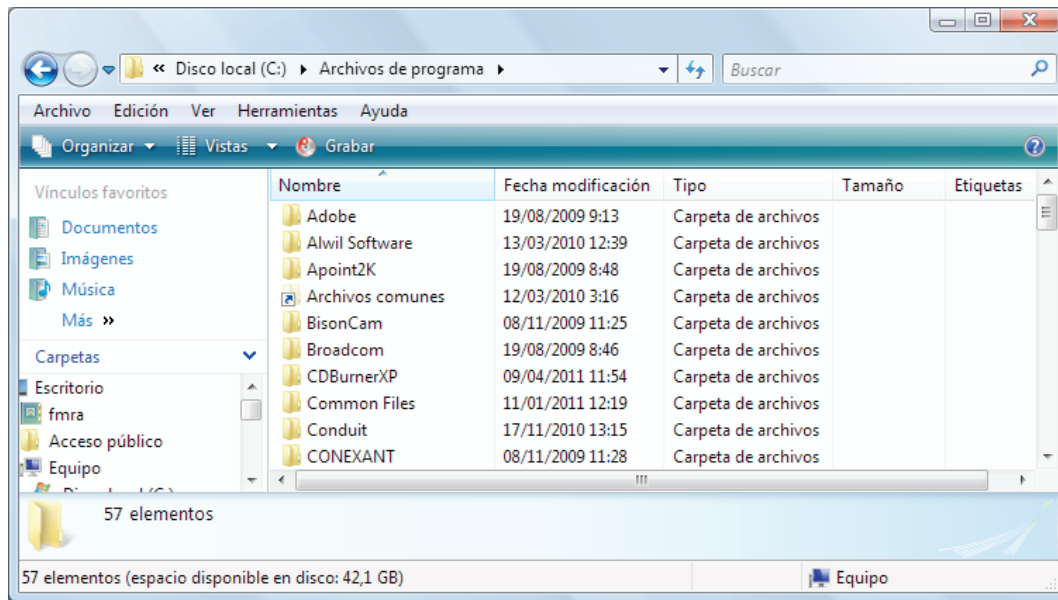 « Disco local (C:) Archivos de programa Buscar
Archivo Edición Ver Herramientas Ayuda
Organizar Vistas Grabar
Vínculos favoritos
Documentos
Imágenes
Música
Más »
Carpetas
Escritorio
fmra
Acceso público
Equipo
Nombre Fecha modificación Tipo Tamaño Etiquetas
Adobe 19/08/2009 9:13 Carpeta de archivos
Alwil Software 13/03/2010 12:39 Carpeta de archivos
Apoint2K 19/08/2009 8:48 Carpeta de archivos
Archivos comunes 12/03/2010 3:16 Carpeta de archivos
BisonCam 08/11/2009 11:25 Carpeta de archivos
Broadcom 19/08/2009 8:46 Carpeta de archivos
CDBurnerXP 09/04/2011 11:54 Carpeta de archivos
Common Files 11/01/2011 12:19 Carpeta de archivos
Conduit 17/11/2010 13:15 Carpeta de archivos
CONEXANT 08/11/2009 11:28 Carpeta de archivos
57 elementos
57 elementos (espacio disponible en disco: 42,1 GB) Equipo